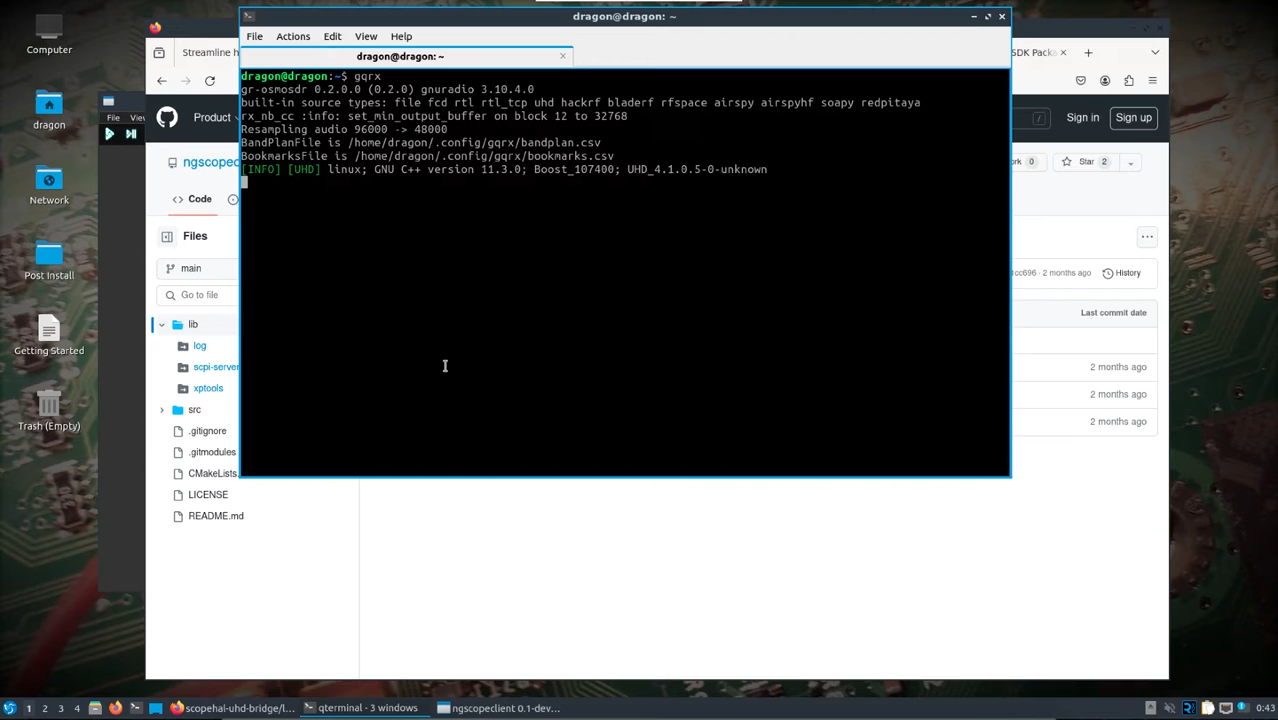 dragon@dragon: ~
File Actions Edit View Help
dragon@dragon: ~
dragon@dragon:~$ gqrx
gr-osmosdr 0.2.0.0 (0.2.0) gnuradio 3.10.4.0
built-in source types: file fcd rtl rtl_tcp uhd hackrf bladerf rfspace airspy airspyhf soapy redpitaya
rx_nb_cc :info: set_min_output_buffer on block 12 to 32768
Resampling audio 96000 -> 48000
BandPlanFile is /home/dragon/.config/gqrx/bandplan.csv
BookmarksFile is /home/dragon/.config/gqrx/bookmarks.csv
[INFO] [UHD] linux; GNU C++ version 11.3.0; Boost_107400; UHD_4.1.0.5-0-unknown
Computer
dragon
Network
Post Install
Getting Started
Trash (Empty)
File View
Streamline h
SDK Packa
Product
Sign in
Sign up
ngscopec
ork 0
Star 2
Code
Files
main
cc696 · 2 months ago
History
Go to file
Last commit date
lib
log
scpi-server
2 months ago
xptools
2 months ago
src
2 months ago
.gitignore
.gitmodules
CMakeLists.
LICENSE
README.md
1 2 3 4
scopehal-uhd-bridge/l...
qterminal - 3 windows
ngscopeclient 0.1-dev...
0:43